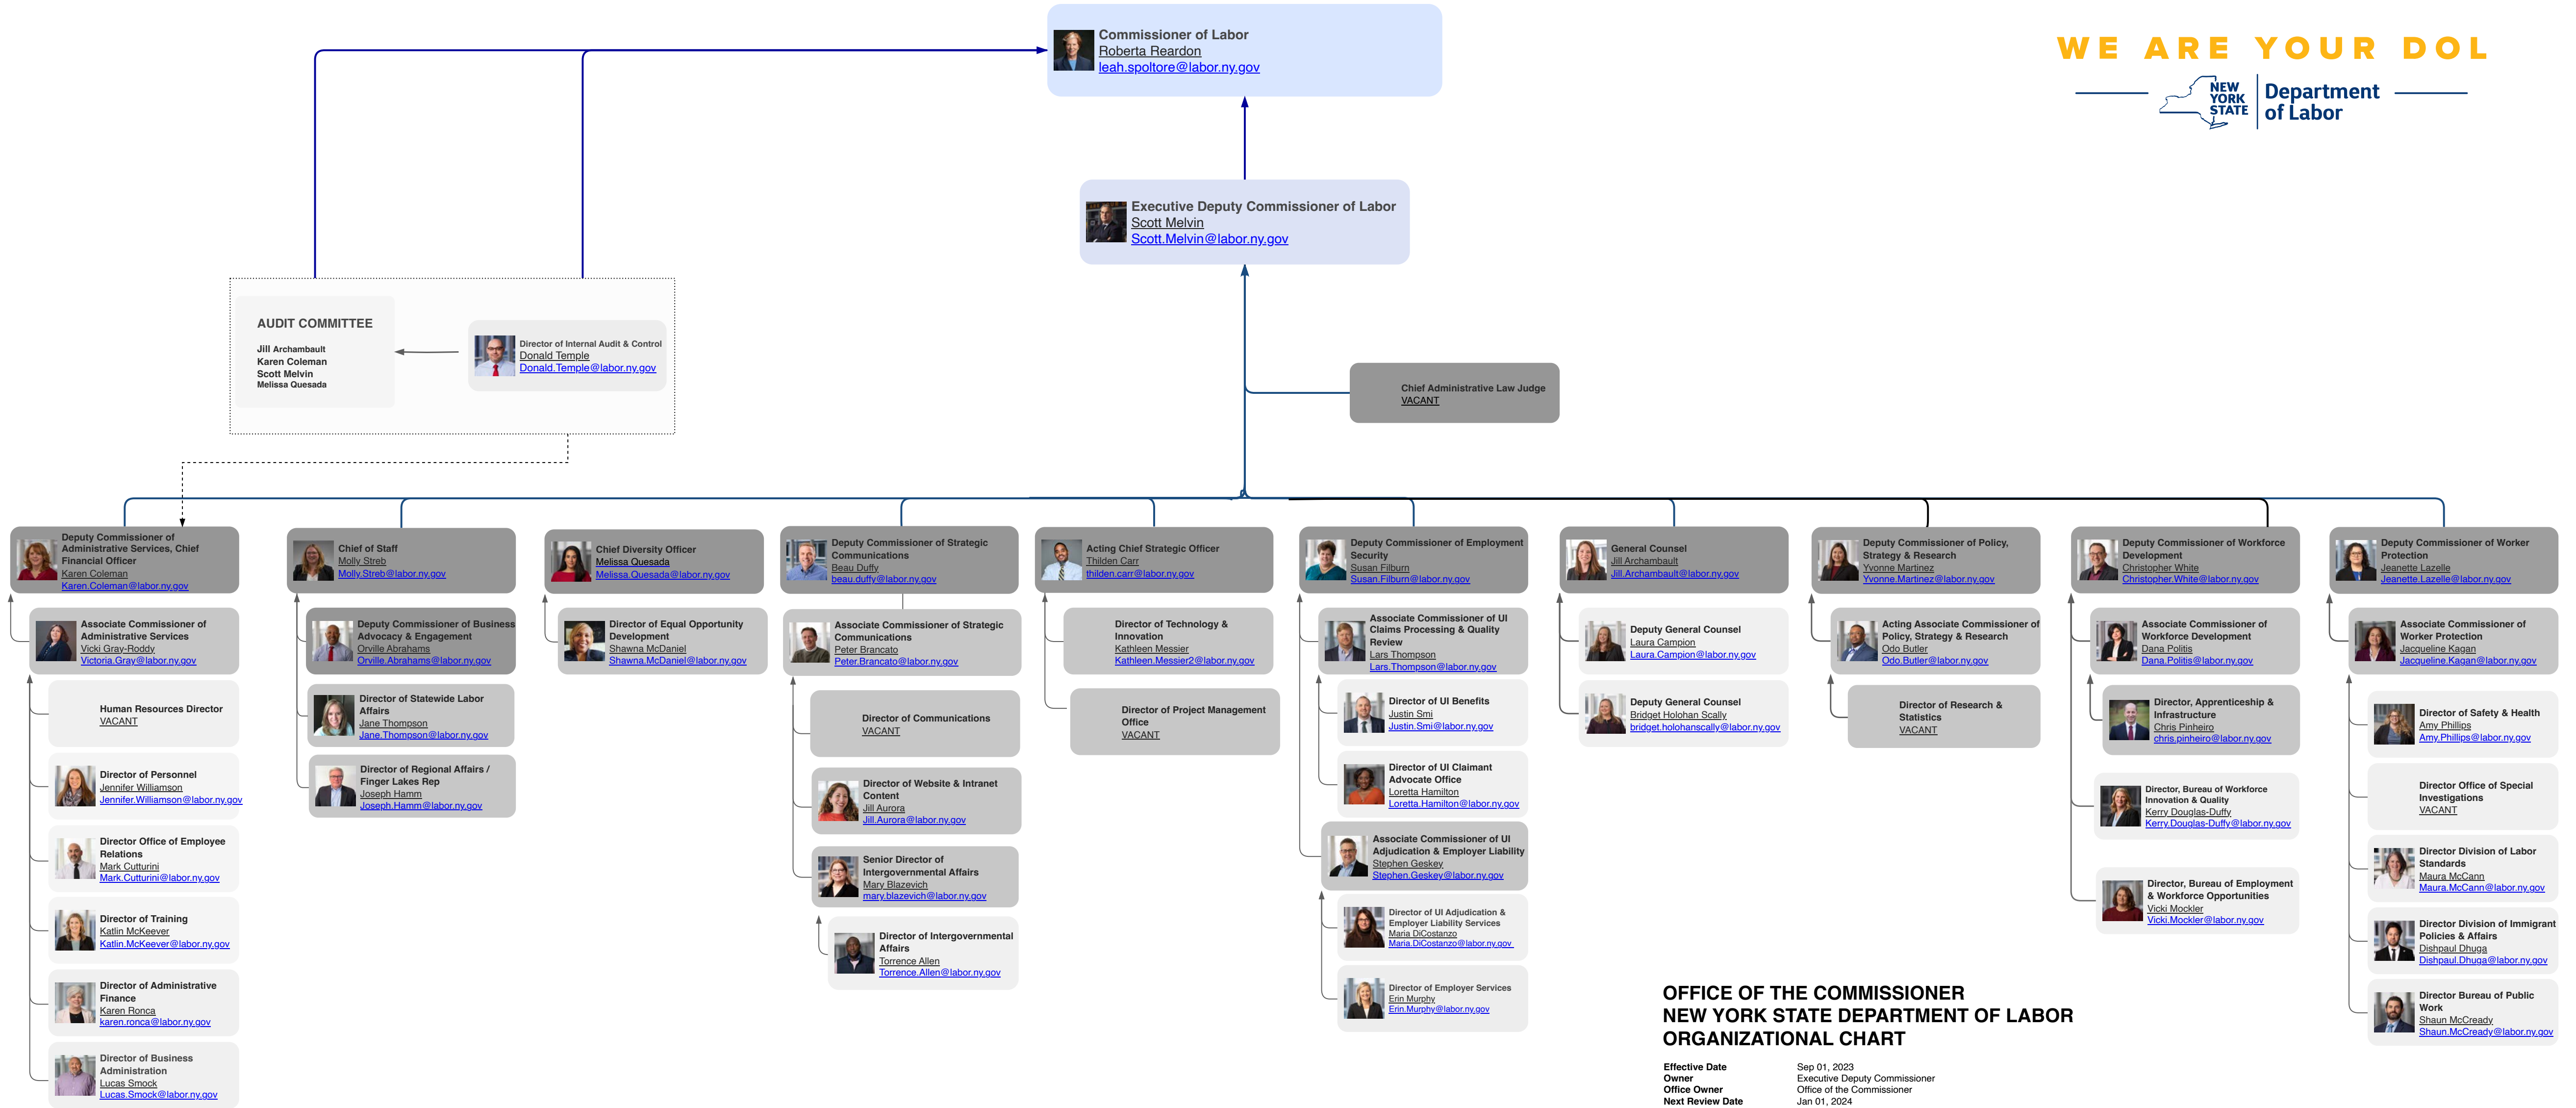 Commissioner of Labor
Roberta Reardon
leah.spoltore@labor.ny.gov
WE ARE YOUR DOL
NEW
YORK
STATE
Department
of Labor
Executive Deputy Commissioner of Labor
Scott Melvin
Scott.Melvin@labor.ny.gov
AUDIT COMMITTEE
Jill Archambault
Karen Coleman
Scott Melvin
Melissa Quesada
Director of Internal Audit & Control
Donald Temple
Donald.Temple@labor.ny.gov
Chief Administrative Law Judge
VACANT
Deputy Commissioner of
Administrative Services, Chief
Financial Officer
Karen Coleman
Karen.Coleman@labor.ny.gov
Associate Commissioner of
Administrative Services
Vicki Gray-Roddy
Victoria.Gray@labor.ny.gov
Human Resources Director
VACANT
Director of Personnel
Jennifer Williamson
Jennifer.Williamson@labor.ny.gov
Director Office of Employee
Relations
Mark Cutturini
Mark.Cutturini@labor.ny.gov
Director of Training
Katlin McKeever
Katlin.McKeever@labor.ny.gov
Director of Administrative
Finance
Karen Ronca
karen.ronca@labor.ny.gov
Director of Business
Administration
Lucas Smock
Lucas.Smock@labor.ny.gov
Chief of Staff
Molly Streb
Molly.Streb@labor.ny.gov
Deputy Commissioner of Business
Advocacy & Engagement
Orville Abrahams
Orville.Abrahams@labor.ny.gov
Director of Statewide Labor
Affairs
Jane Thompson
Jane.Thompson@labor.ny.gov
Director of Regional Affairs /
Finger Lakes Rep
Joseph Hamm
Joseph.Hamm@labor.ny.gov
Chief Diversity Officer
Melissa Quesada
Melissa.Quesada@labor.ny.gov
Director of Equal Opportunity
Development
Shawna McDaniel
Shawna.McDaniel@labor.ny.gov
Deputy Commissioner of Strategic
Communications
Beau Duffy
beau.duffy@labor.ny.gov
Associate Commissioner of Strategic
Communications
Peter Brancato
Peter.Brancato@labor.ny.gov
Director of Communications
VACANT
Director of Website & Intranet
Content
Jill Aurora
Jill.Aurora@labor.ny.gov
Senior Director of
Intergovernmental Affairs
Mary Blazevich
mary.blazevich@labor.ny.gov
Director of Intergovernmental
Affairs
Torrence Allen
Torrence.Allen@labor.ny.gov
Acting Chief Strategic Officer
Thilden Carr
thilden.carr@labor.ny.gov
Director of Technology &
Innovation
Kathleen Messier
Kathleen.Messier2@labor.ny.gov
Director of Project Management
Office
VACANT
Deputy Commissioner of Employment
Security
Susan Filburn
Susan.Filburn@labor.ny.gov
Associate Commissioner of UI
Claims Processing & Quality
Review
Lars Thompson
Lars.Thompson@labor.ny.gov
Director of UI Benefits
Justin Smi
Justin.Smi@labor.ny.gov
Director of UI Claimant
Advocate Office
Loretta Hamilton
Loretta.Hamilton@labor.ny.gov
Associate Commissioner of UI
Adjudication & Employer Liability
Stephen Geskey
Stephen.Geskey@labor.ny.gov
Director of UI Adjudication &
Employer Liability Services
Maria DiCostanzo
Maria.DiCostanzo@labor.ny.gov
Director of Employer Services
Erin Murphy
Erin.Murphy@labor.ny.gov
General Counsel
Jill Archambault
Jill.Archambault@labor.ny.gov
Deputy General Counsel
Laura Campion
Laura.Campion@labor.ny.gov
Deputy General Counsel
Bridget Holohan Scally
bridget.holohanscally@labor.ny.gov
Deputy Commissioner of Policy,
Strategy & Research
Yvonne Martinez
Yvonne.Martinez@labor.ny.gov
Acting Associate Commissioner of
Policy, Strategy & Research
Odo Butler
Odo.Butler@labor.ny.gov
Director of Research &
Statistics
VACANT
Deputy Commissioner of Workforce
Development
Christopher White
Christopher.White@labor.ny.gov
Associate Commissioner of
Workforce Development
Dana Politis
Dana.Politis@labor.ny.gov
Director, Apprenticeship &
Infrastructure
Chris Pinheiro
chris.pinheiro@labor.ny.gov
Director, Bureau of Workforce
Innovation & Quality
Kerry Douglas-Duffy
Kerry.Douglas-Duffy@labor.ny.gov
Director, Bureau of Employment
& Workforce Opportunities
Vicki Mockler
Vicki.Mockler@labor.ny.gov
Deputy Commissioner of Worker
Protection
Jeanette Lazelle
Jeanette.Lazelle@labor.ny.gov
Associate Commissioner of
Worker Protection
Jacqueline Kagan
Jacqueline.Kagan@labor.ny.gov
Director of Safety & Health
Amy Phillips
Amy.Phillips@labor.ny.gov
Director Office of Special
Investigations
VACANT
Director Division of Labor
Standards
Maura McCann
Maura.McCann@labor.ny.gov
Director Division of Immigrant
Policies & Affairs
Dishpaul Dhuga
Dishpaul.Dhuga@labor.ny.gov
Director Bureau of Public
Work
Shaun McCready
Shaun.McCready@labor.ny.gov
OFFICE OF THE COMMISSIONER
NEW YORK STATE DEPARTMENT OF LABOR
ORGANIZATIONAL CHART
Effective Date Sep 01, 2023
Owner Executive Deputy Commissioner
Office Owner Office of the Commissioner
Next Review Date Jan 01, 2024